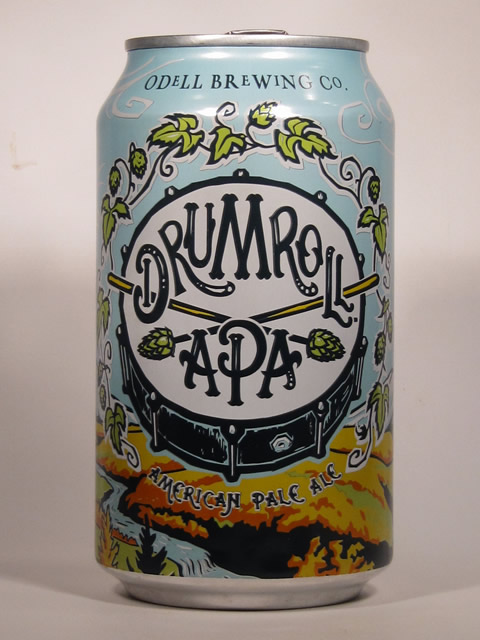 ODELL BREWING CO.
DRUMROLL
APA
AMERICAN PALE ALE